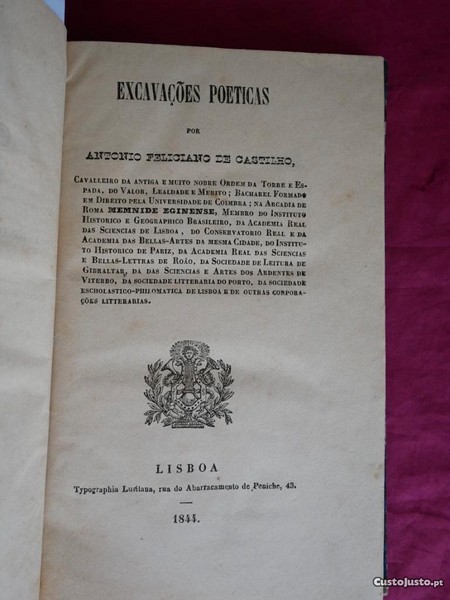 EXCAVAÇÕES POETICAS
POR
ANTONIO FELICIANO DE CASTILHO,
CAVALLEIRO DA ANTIGA E MUITO NOBRE ORDEM DA TORRE E ES-
PADA, DO VALOR, LEALDADE E MERITO; BACHAREL FORMADO
EM DIREITO PELA UNIVERSIDADE DE COIMBRA; NA ARCADIA DE
ROMA MEMNIDE EGINENSE, MEMBRO DO INSTITUTO
HISTORICO E GEOGRAPHICO BRASILEIRO, DA ACADEMIA REAL
DAS SCIENCIAS DE LISBOA, DO CONSERVATORIO REAL E DA
ACADEMIA DAS BELLAS-ARTES DA MESMA CIDADE, DO INSTITU-
TO HISTORICO DE PARIZ, DA ACADEMIA REAL DAS SCIENCIAS
E BELLAS-LETTRAS DE ROÃO, DA SOCIEDADE DE LEITURA DE
GIBRALTAR, DA DAS SCIENCIAS E ARTES DOS ARDENTES DE
VITERBO, DA SOCIEDADE LITTERARIA DO PORTO, DA SOCIEDADE
ESCHOLASTICO-PHILOMATICA DE LISBOA E DE OUTRAS CORPORA-
ÇÕES LITTERARIAS.
LISBOA
Typographia Lusitana, rua do Abarracamento de Peniche, 43.
1844.
CustoJusto.pt